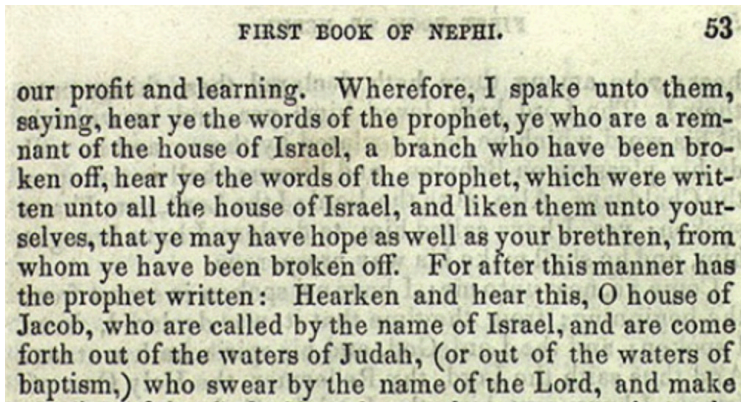 FIRST BOOK OF NEPHI. 53
our profit and learning. Wherefore, I spake unto them,
saying, hear ye the words of the prophet, ye who are a rem-
nant of the house of Israel, a branch who have been bro-
ken off, hear ye the words of the prophet, which were writ-
ten unto all the house of Israel, and liken them unto your-
selves, that ye may have hope as well as your brethren, from
whom ye have been broken off. For after this manner has
the prophet written: Hearken and hear this, O house of
Jacob, who are called by the name of Israel, and are come
forth out of the waters of Judah, (or out of the waters of
baptism,) who swear by the name of the Lord, and make